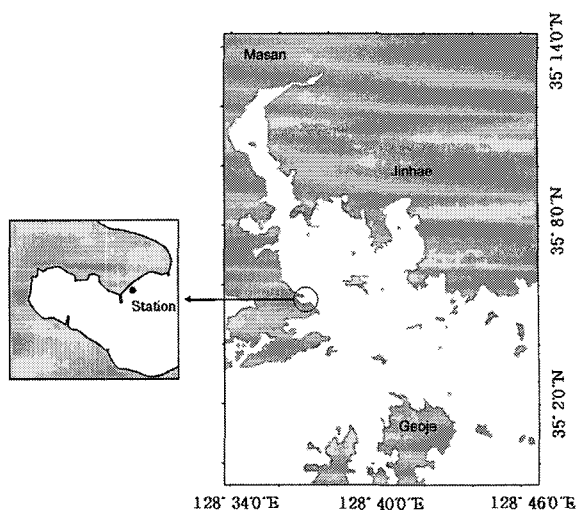 Masan
35° 14'0"N
Jinhae
35° 8'0"N
Station
35° 2'0"N
Geoje
128° 34'0"E 128° 40'0"E 128° 46'0"E